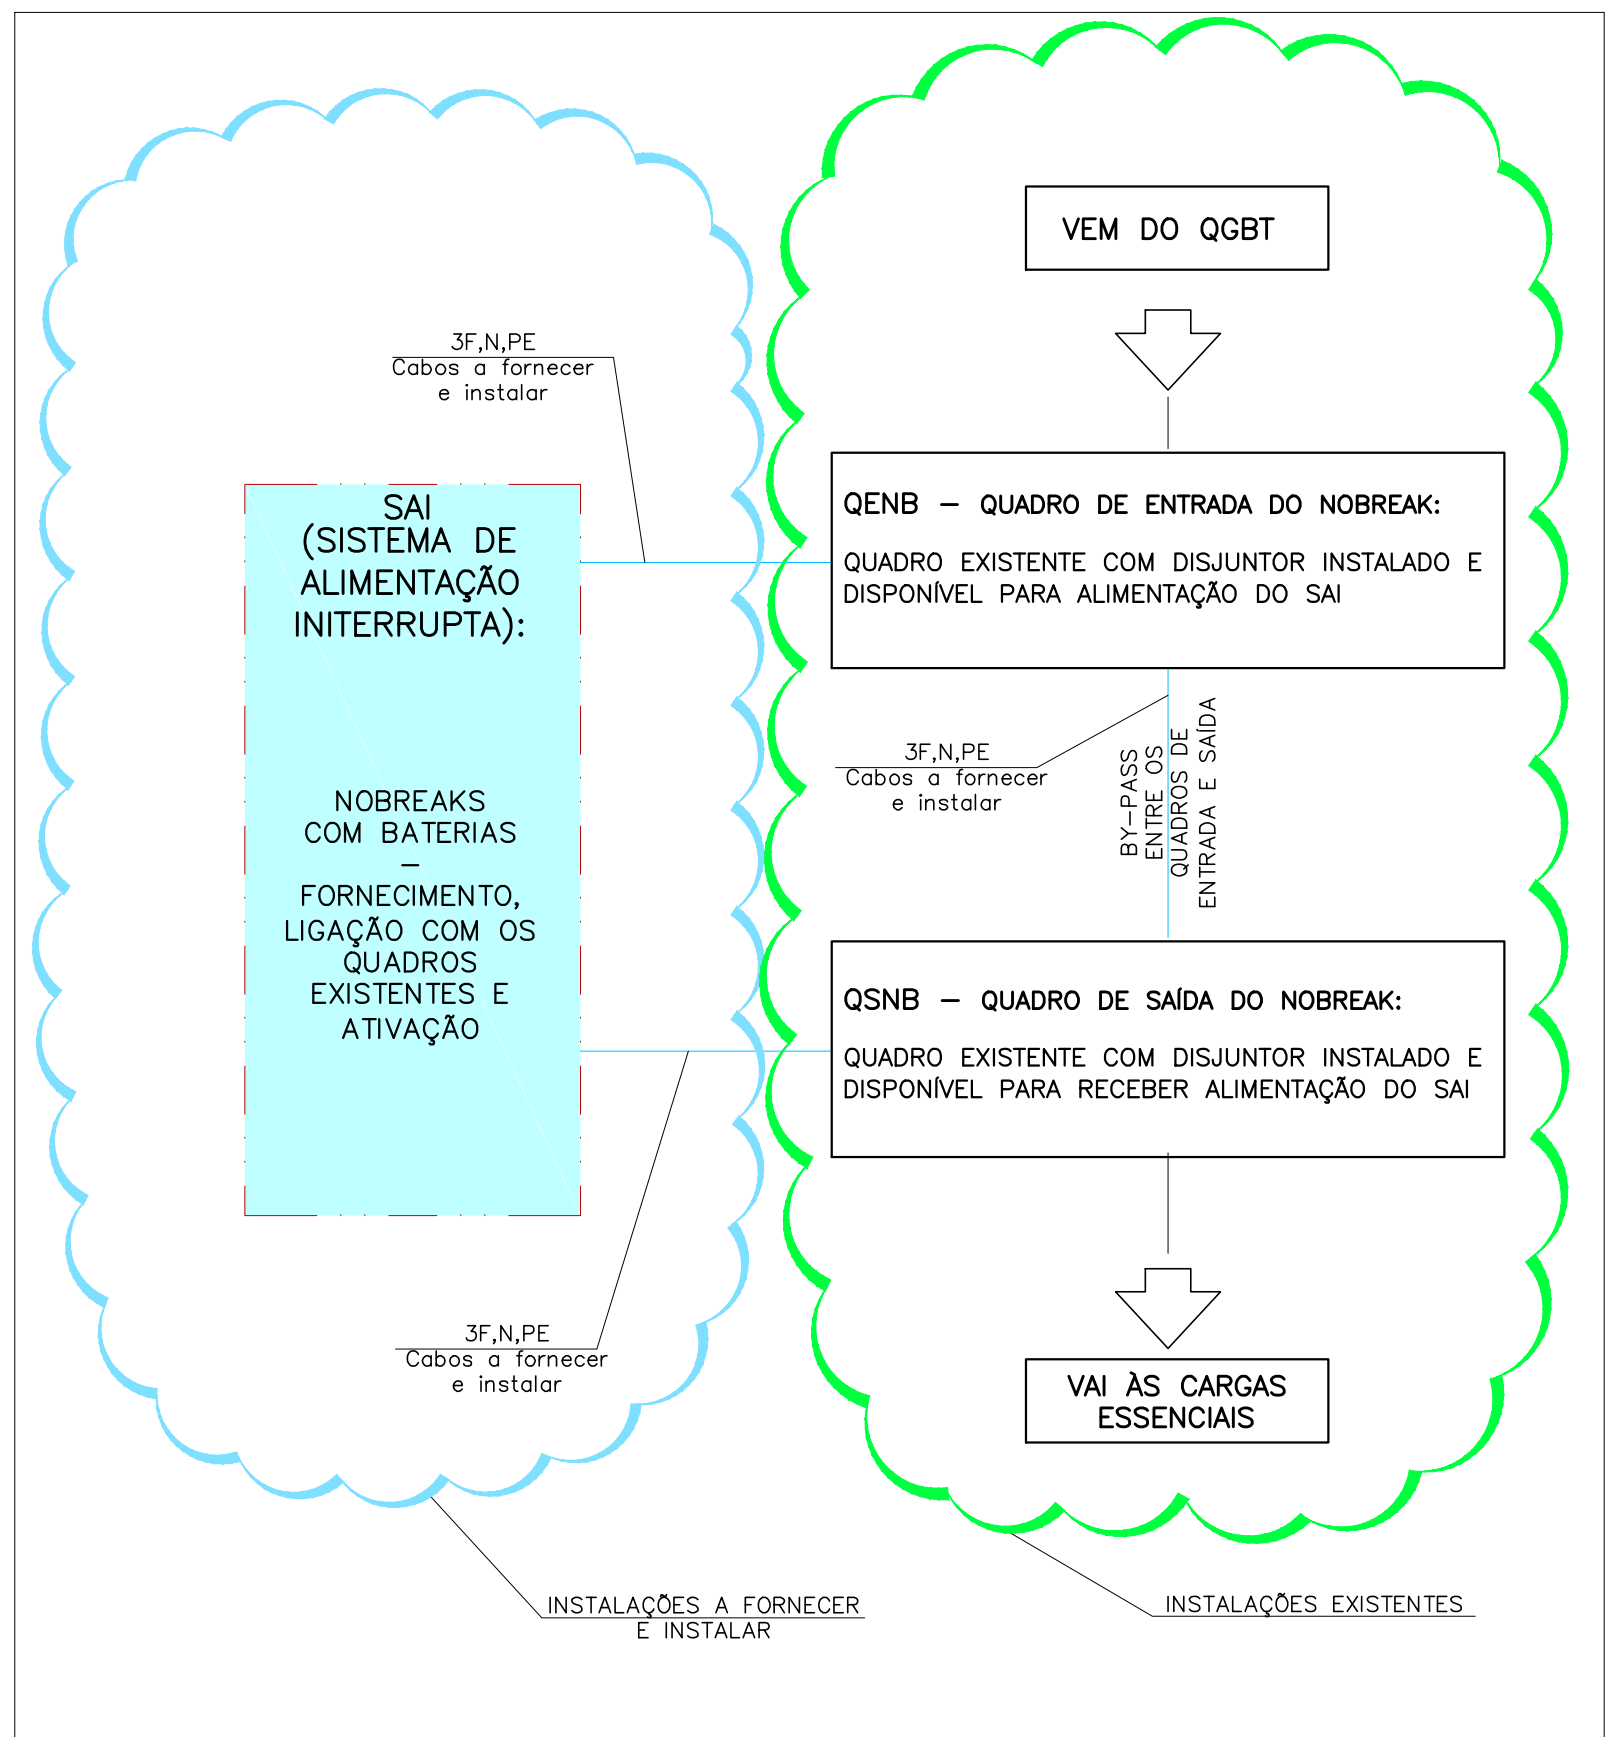 VEM DO QGBT
3F,N,PE
Cabos a fornecer
e instalar
SAI
(SISTEMA DE
ALIMENTAÇÃO
INITERRUPTA):
NOBREAKS
COM BATERIAS
–
FORNECIMENTO,
LIGAÇÃO COM OS
QUADROS
EXISTENTES E
ATIVAÇÃO
QENB – QUADRO DE ENTRADA DO NOBREAK:
QUADRO EXISTENTE COM DISJUNTOR INSTALADO E
DISPONÍVEL PARA ALIMENTAÇÃO DO SAI
3F,N,PE
Cabos a fornecer
e instalar
BY–PASS
ENTRE OS
QUADROS DE
ENTRADA E SAÍDA
QSNB – QUADRO DE SAÍDA DO NOBREAK:
QUADRO EXISTENTE COM DISJUNTOR INSTALADO E
DISPONÍVEL PARA RECEBER ALIMENTAÇÃO DO SAI
3F,N,PE
Cabos a fornecer
e instalar
VAI ÀS CARGAS
ESSENCIAIS
INSTALAÇÕES A FORNECER
E INSTALAR
INSTALAÇÕES EXISTENTES